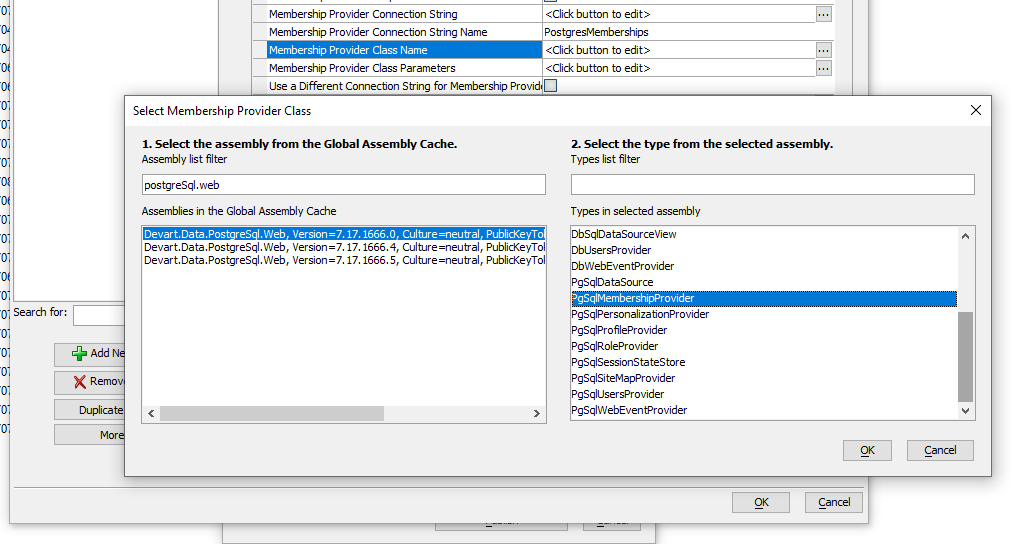 Membership Provider Connection String <Click button to edit> ...
Membership Provider Connection String Name PostgresMemberships
Membership Provider Class Name <Click button to edit> ...
Membership Provider Class Parameters <Click button to edit> ...
Use a Different Connection String for Membership Provide
Select Membership Provider Class
1. Select the assembly from the Global Assembly Cache.
Assembly list filter
postgreSql.web
Assemblies in the Global Assembly Cache
Devart.Data.PostgreSql.Web, Version=7.17.1666.0, Culture=neutral, PublicKeyTok
Devart.Data.PostgreSql.Web, Version=7.17.1666.4, Culture=neutral, PublicKeyTok
Devart.Data.PostgreSql.Web, Version=7.17.1666.5, Culture=neutral, PublicKeyTok
2. Select the type from the selected assembly.
Types list filter
Types in selected assembly
DbSqlDataSourceView
DbUsersProvider
DbWebEventProvider
PgSqlDataSource
PgSqlMembershipProvider
PgSqlPersonalizationProvider
PgSqlProfileProvider
PgSqlRoleProvider
PgSqlSessionStateStore
PgSqlSiteMapProvider
PgSqlUsersProvider
PgSqlWebEventProvider
OK
Cancel
Search for:
Add Ne
Remove
Duplicate
More
OK
Cancel